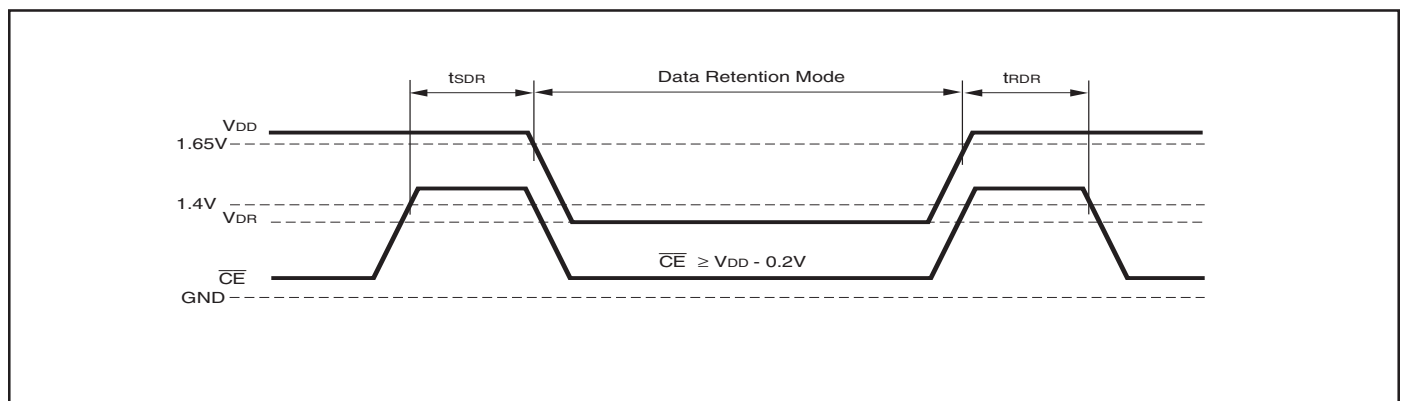 tSDR
Data Retention Mode
tRDR
VDD
1.65V
1.4V
VDR
CE ≥ VDD - 0.2V
CE
GND